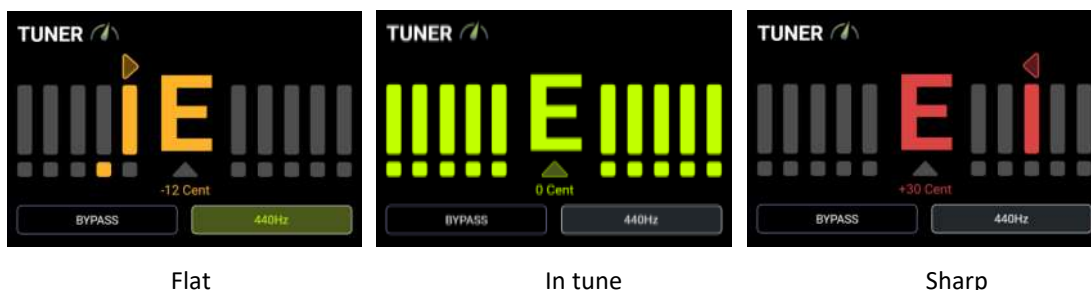 TUNER
E
-12 Cent
BYPASS 440Hz
Flat
TUNER
E
0 Cent
BYPASS 440Hz
In tune
TUNER
E
+30 Cent
BYPASS 440Hz
Sharp